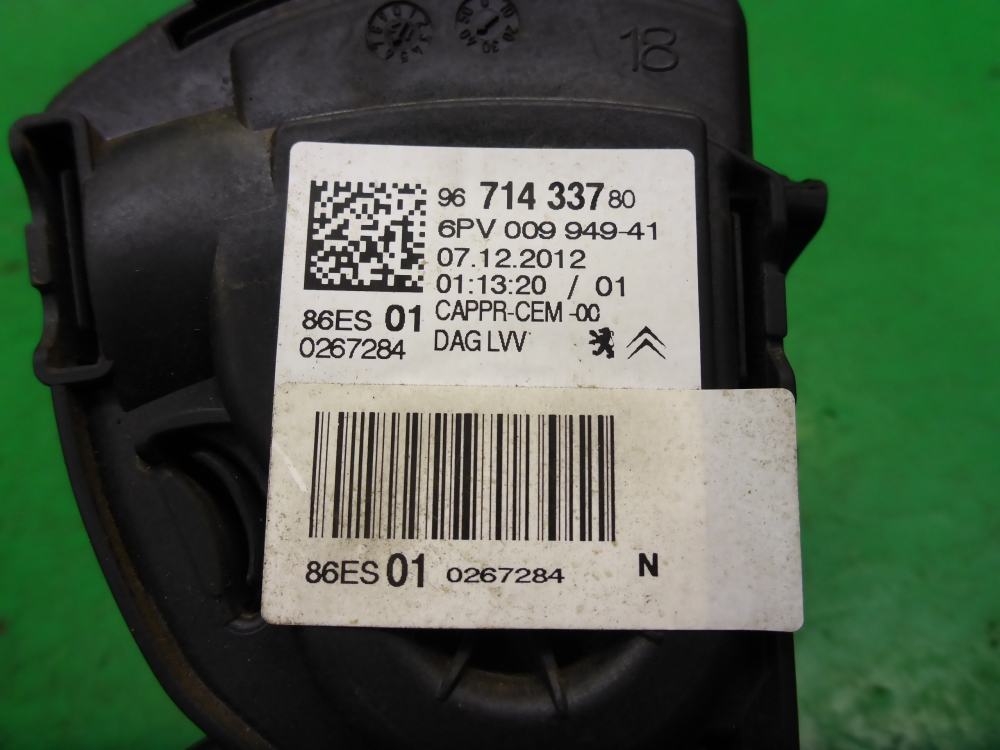 18
96 714 337 80
6PV 009 949-41
07.12.2012
01:13:20 / 01
86ES 01
CAPPR-CEM -00
0267284
DAG LVV
86ES 01 0267284 N